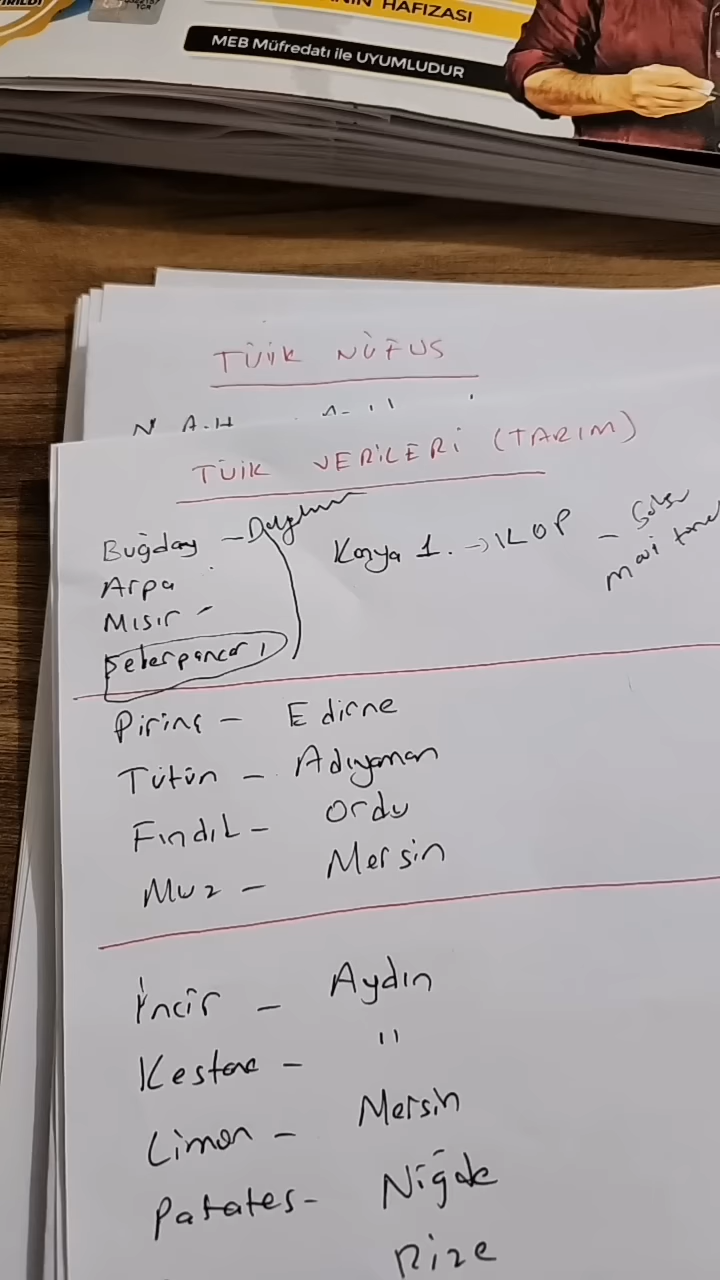 HAFIZASI
MEB Müfredatı ile UYUMLUDUR
TÜİK NÜFUS
TÜİK VERİLERİ (TARIM)
Buğday -
Konya 1. → KOP -
Arpa
Mısır -
Şekerpancarı
Pirinç - Edirne
Tütün - Adıyaman
Fındık - Ordu
Muz - Mersin
İncir - Aydın
Kestane - "
Limon - Mersin
Patates - Niğde
Rize